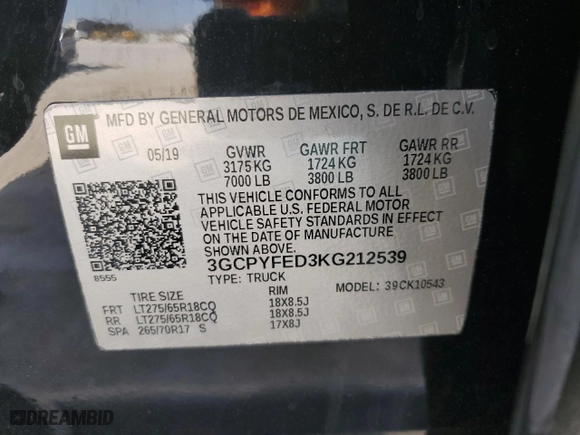 GM
MFD BY GENERAL MOTORS DE MEXICO, S. DE R.L. DE C.V.
05/19 GVWR GAWR FRT GAWR RR
3175 KG 1724 KG 1724 KG
7000 LB 3800 LB 3800 LB
THIS VEHICLE CONFORMS TO ALL
APPLICABLE U.S. FEDERAL MOTOR
VEHICLE SAFETY STANDARDS IN EFFECT
ON THE DATE OF MANUFACTURE
SHOWN ABOVE.
8555
3GCPYFED3KG212539
TYPE: TRUCK
MODEL: 39CK10543
TIRE SIZE RIM
FRT LT275/65R18CQ 18X8.5J
RR LT275/65R18CQ 18X8.5J
SPA 265/70R17 S 17X8J
DREAMBID